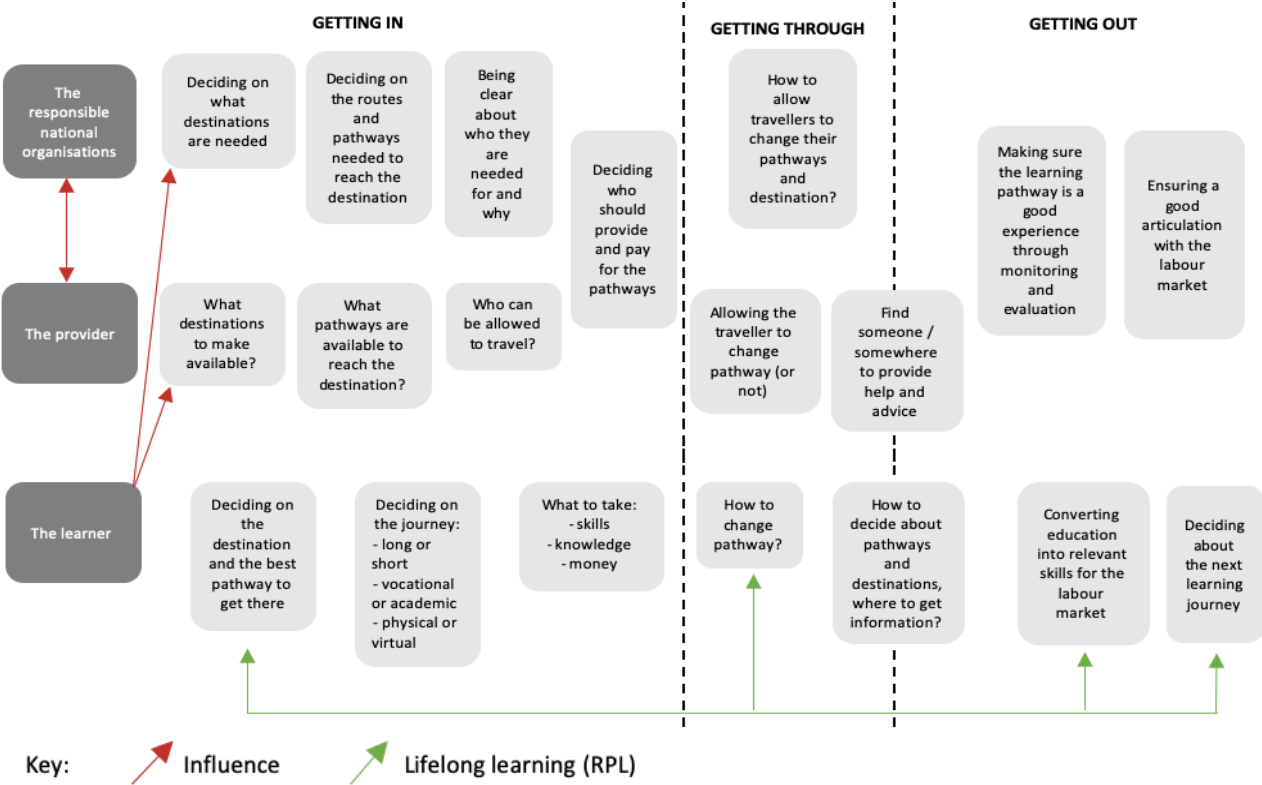 GETTING IN
GETTING THROUGH
GETTING OUT
The
responsible
national
organisations
Deciding on
what
destinations
are needed
Deciding on
the routes
and
pathways
needed to
reach the
destination
Being
clear
about
who they
are
needed
for and
why
Deciding
who
should
provide
and pay
for the
pathways
How to
allow
travellers to
change their
pathways
and
destination?
Making sure
the learning
pathway is a
good
experience
through
monitoring
and
evaluation
Ensuring a
good
articulation
with the
labour
market
The provider
What
destinations
to make
available?
What
pathways are
available to
reach the
destination?
Who can
be allowed
to travel?
Allowing the
traveller to
change
pathway (or
not)
Find
someone /
somewhere
to provide
help and
advice
The learner
Deciding on
the
destination
and the best
pathway to
get there
Deciding on
the journey:
- long or
short
- vocational
or academic
- physical or
virtual
What to take:
- skills
- knowledge
- money
How to
change
pathway?
How to
decide about
pathways
and
destinations,
where to get
information?
Converting
education
into relevant
skills for the
labour
market
Deciding
about
the next
learning
journey
Key:
Influence
Lifelong learning (RPL)